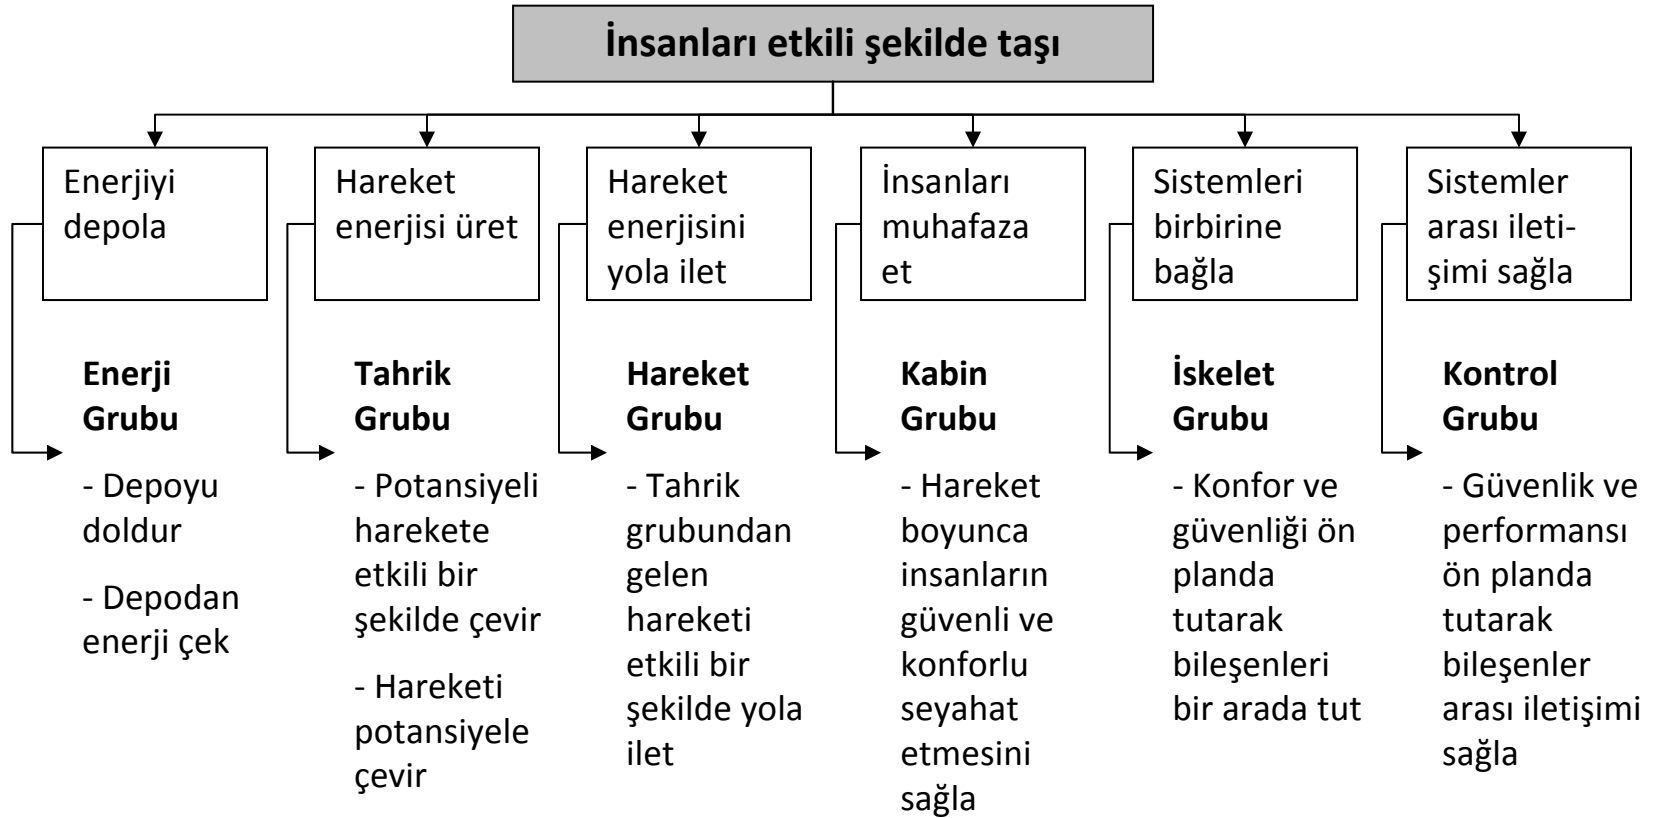 İnsanları etkili şekilde taşı
Enerjiyi
depola
Hareket
enerjisi üret
Hareket
enerjisini
yola ilet
İnsanları
muhafaza
et
Sistemleri
birbirine
bağla
Sistemler
arası ileti-
şimi sağla
Enerji
Grubu
- Depoyu
doldur
- Depodan
enerji çek
Tahrik
Grubu
- Potansiyeli
harekete
etkili bir
şekilde çevir
- Hareketi
potansiyele
çevir
Hareket
Grubu
- Tahrik
grubundan
gelen
hareketi
etkili bir
şekilde yola
ilet
Kabin
Grubu
- Hareket
boyunca
insanların
güvenli ve
konforlu
seyahat
etmesini
sağla
İskelet
Grubu
- Konfor ve
güvenliği ön
planda
tutarak
bileşenleri
bir arada tut
Kontrol
Grubu
- Güvenlik ve
performansı
ön planda
tutarak
bileşenler
arası iletişimi
sağla